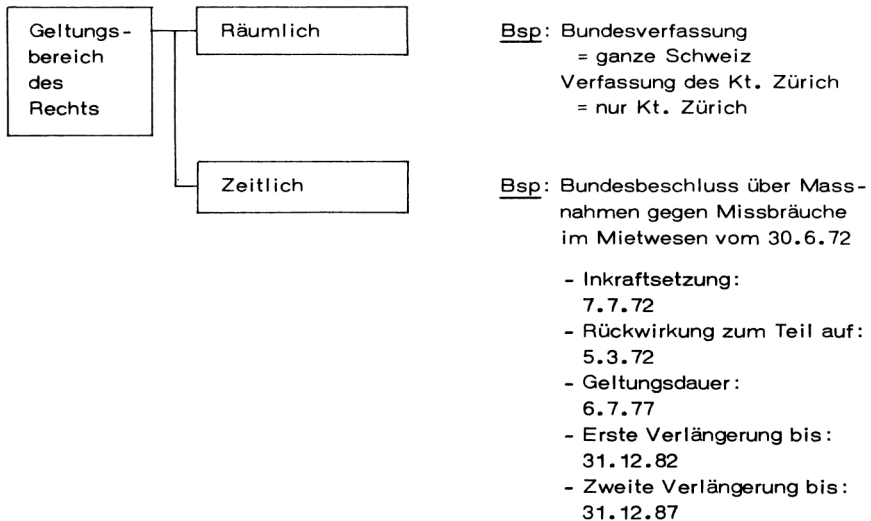 Geltungs-
bereich
des
Rechts
Räumlich
Bsp: Bundesverfassung
= ganze Schweiz
Verfassung des Kt. Zürich
= nur Kt. Zürich
Zeitlich
Bsp: Bundesbeschluss über Mass-
nahmen gegen Missbräuche
im Mietwesen vom 30.6.72
- Inkraftsetzung:
7.7.72
- Rückwirkung zum Teil auf:
5.3.72
- Geltungsdauer:
6.7.77
- Erste Verlängerung bis:
31.12.82
- Zweite Verlängerung bis:
31.12.87